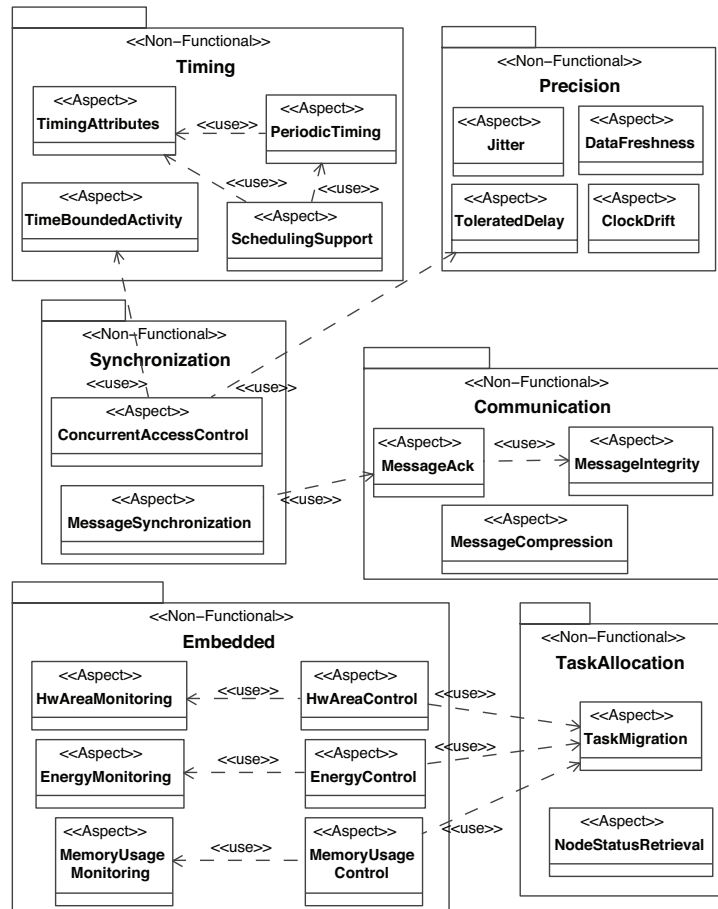 <<Non-Functional>>
Timing
<<Aspect>>
TimingAttributes
<<use>>
<<Aspect>>
PeriodicTiming
<<use>>
<<use>>
<<Aspect>>
TimeBoundedActivity
<<Aspect>>
SchedulingSupport
<<Non-Functional>>
Precision
<<Aspect>>
Jitter
<<Aspect>>
DataFreshness
<<Aspect>>
ToleratedDelay
<<Aspect>>
ClockDrift
<<Non-Functional>>
Synchronization
<<use>>
<<use>>
<<Aspect>>
ConcurrentAccessControl
<<Aspect>>
MessageSynchronization
<<use>>
<<Non-Functional>>
Communication
<<Aspect>>
MessageAck
<<use>>
<<Aspect>>
MessageIntegrity
<<Aspect>>
MessageCompression
<<Non-Functional>>
Embedded
<<Aspect>>
HwAreaMonitoring
<<use>>
<<Aspect>>
HwAreaControl
<<use>>
<<Aspect>>
EnergyMonitoring
<<use>>
<<Aspect>>
EnergyControl
<<use>>
<<Aspect>>
MemoryUsage
Monitoring
<<use>>
<<Aspect>>
MemoryUsage
Control
<<use>>
<<Non-Functional>>
TaskAllocation
<<Aspect>>
TaskMigration
<<Aspect>>
NodeStatusRetrieval